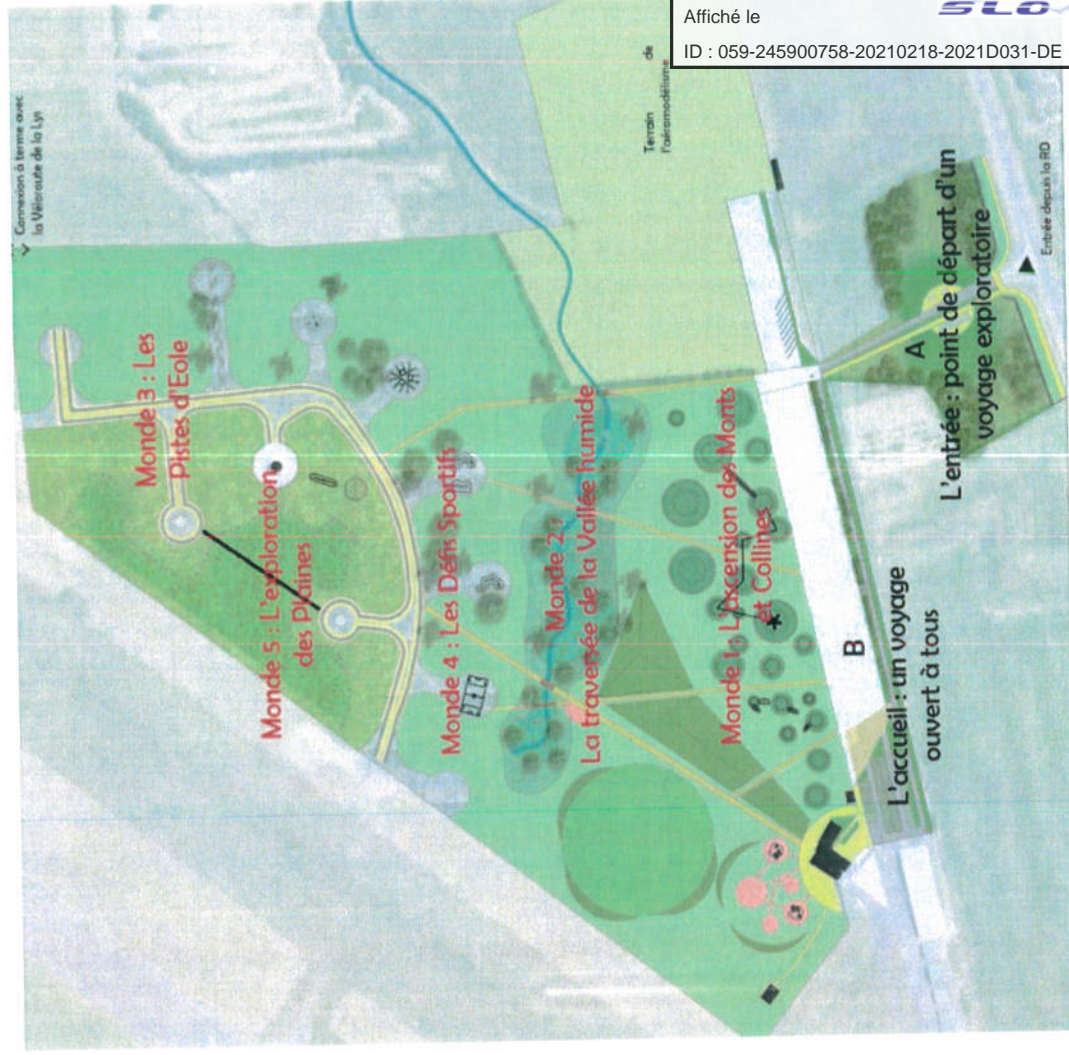 Affiché le
SLO
ID : 059-245900758-20210218-2021D031-DE
Connexion à terme avec
la Véloroute de la Lys
Terrain de
l'aéromodélisme
Monde 3 : Les
Pistes d'Eole
Monde 5 : L'exploration
des Plaines
Monde 4 : Les Défis Sportifs
Monde 2
La traversée de la Vallée humide
Monde 1 : L'ascension des Monts
et Collines
A
L'entrée : point de départ d'un
voyage exploratoire
Entrée depuis la RD
B
L'accueil : un voyage
ouvert à tous